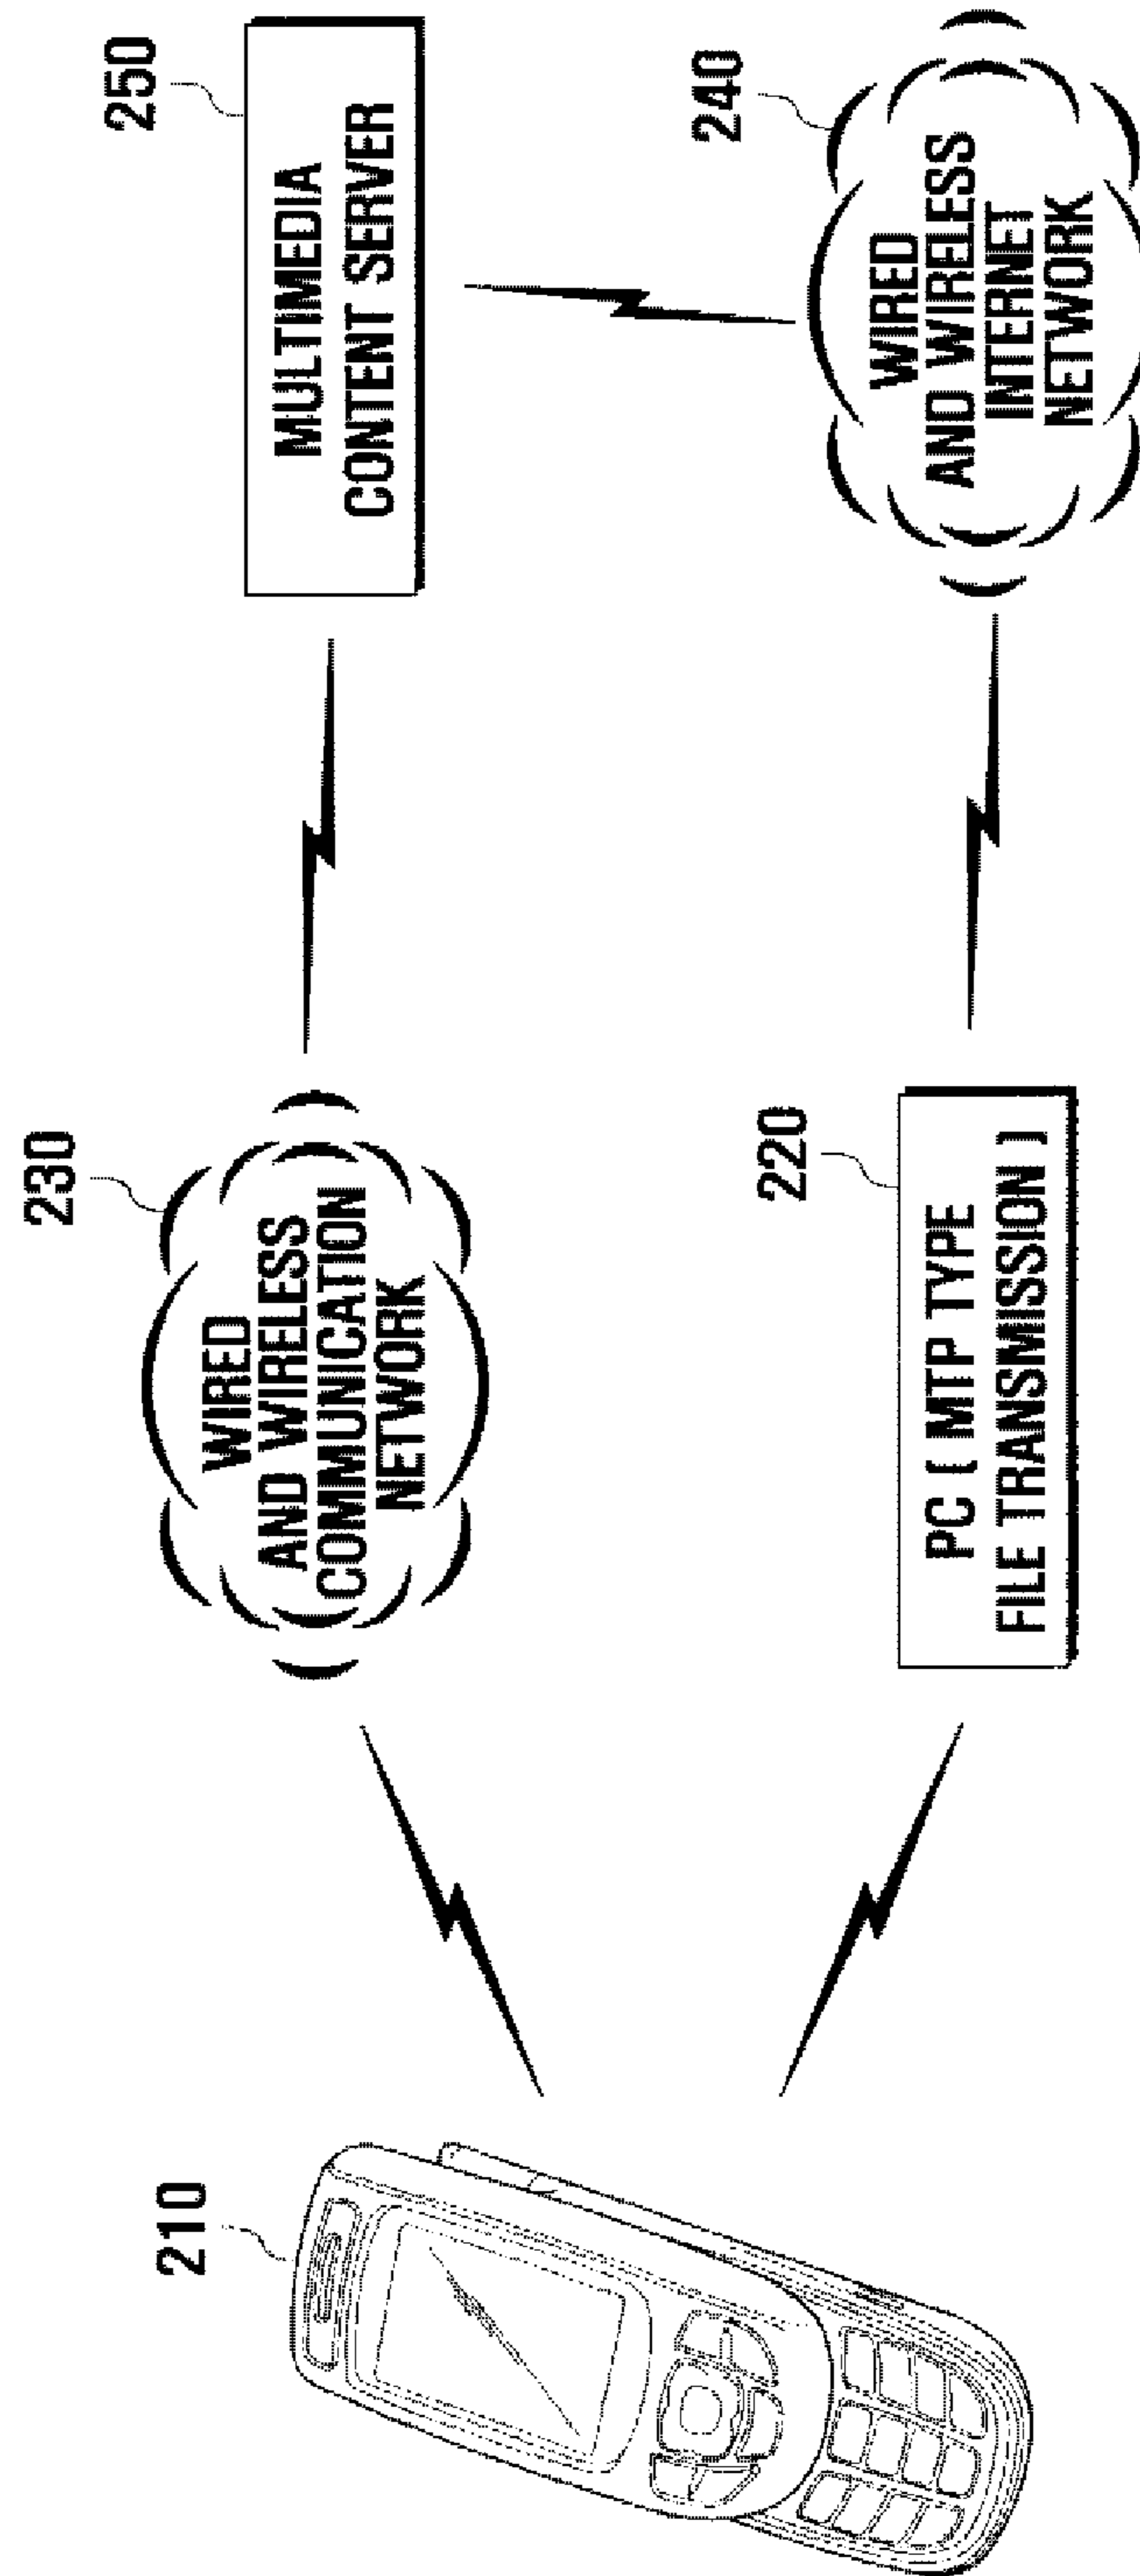 210
230
WIRED
AND WIRELESS
COMMUNICATION
NETWORK
250
MULTIMEDIA
CONTENT SERVER
220
PC ( MTP TYPE
FILE TRANSMISSION )
240
WIRED
AND WIRELESS
INTERNET
NETWORK